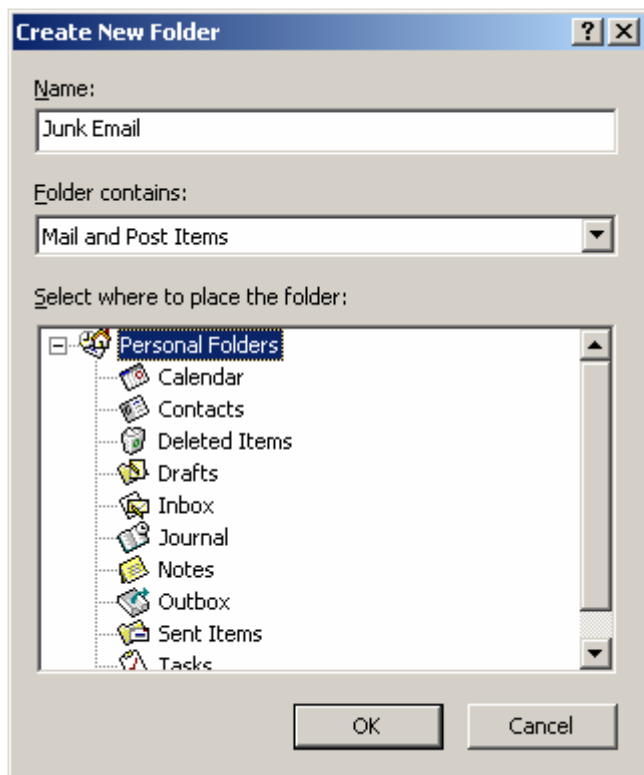 Create New Folder
Name:
Junk Email
Folder contains:
Mail and Post Items
Select where to place the folder:
Personal Folders
Calendar
Contacts
Deleted Items
Drafts
Inbox
Journal
Notes
Outbox
Sent Items
Tasks
OK Cancel